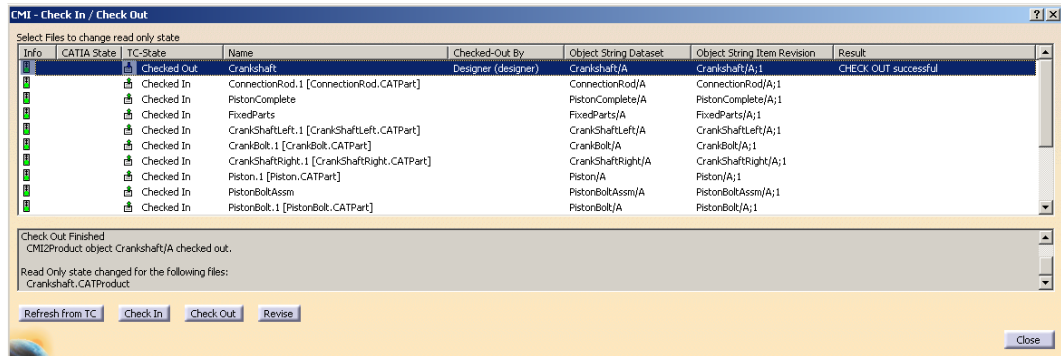 CMI - Check In / Check Out
Select Files to change read only state
Info CATIA State TC-State Name Checked-Out By Object String Dataset Object String Item Revision Result
Checked Out Crankshaft Designer (designer) Crankshaft/A Crankshaft/A;1 CHECK OUT successful
Checked In ConnectionRod.1 [ConnectionRod.CATPart] ConnectionRod/A ConnectionRod/A;1
Checked In PistonComplete PistonComplete/A PistonComplete/A;1
Checked In FixedParts FixedParts/A FixedParts/A;1
Checked In CrankShaftLeft.1 [CrankShaftLeft.CATPart] CrankShaftLeft/A CrankShaftLeft/A;1
Checked In CrankBolt.1 [CrankBolt.CATPart] CrankBolt/A CrankBolt/A;1
Checked In CrankShaftRight.1 [CrankShaftRight.CATPart] CrankShaftRight/A CrankShaftRight/A;1
Checked In Piston.1 [Piston.CATPart] Piston/A Piston/A;1
Checked In PistonBoltAssm PistonBoltAssm/A PistonBoltAssm/A;1
Checked In PistonBolt.1 [PistonBolt.CATPart] PistonBolt/A PistonBolt/A;1
Check Out Finished
CMI2Product object Crankshaft/A checked out.
Read Only state changed for the following files:
Crankshaft.CATProduct
Refresh from TC Check In Check Out Revise
Close